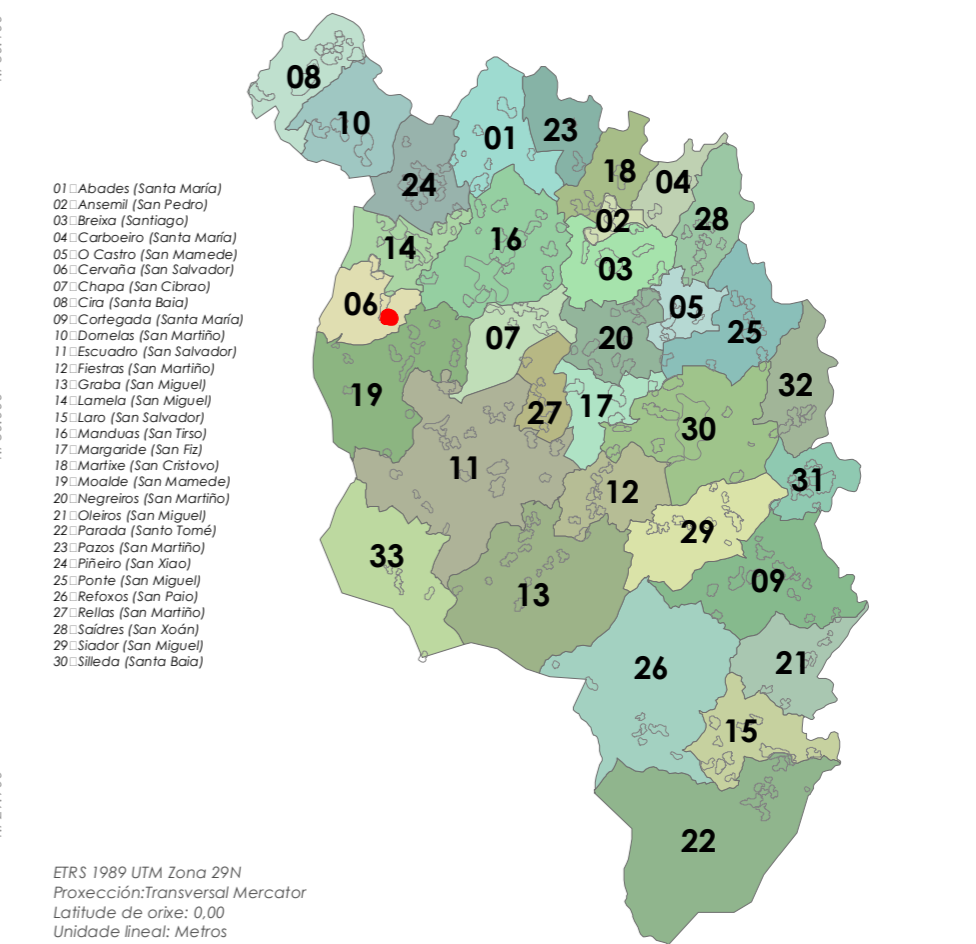 08
10
01
23
18
04
24
01□Abades (Santa María)
02□Ansemil (San Pedro)
03□Breixa (Santiago)
04□Carboeiro (Santa María)
05□O Castro (San Mamede)
06□Cervaña (San Salvador)
07□Chapa (San Cibrao)
08□Cira (Santa Baia)
09□Cortegada (Santa María)
10□Dornelas (San Martiño)
11□Escuadro (San Salvador)
12□Fiestras (San Martiño)
13□Graba (San Miguel)
14□Lamela (San Miguel)
15□Laro (San Salvador)
16□Manduas (San Tirso)
17□Margaride (San Fiz)
18□Martixe (San Cristovo)
19□Moalde (San Mamede)
20□Negreiros (San Martiño)
21□Oleiros (San Miguel)
22□Parada (Santo Tomé)
23□Pazos (San Martiño)
24□Piñeiro (San Xiao)
25□Ponte (San Miguel)
26□Refoxos (San Paio)
27□Rellas (San Martiño)
28□Saídres (San Xoán)
29□Siador (San Miguel)
30□Silleda (Santa Baia)
02
28
16
14
03
06
05
25
07
20
32
19
17
27
30
11
31
12
29
33
09
13
21
26
15
22
ETRS 1989 UTM Zona 29N
Proxección:Transversal Mercator
Latitude de orixe: 0,00
Unidade lineal: Metros